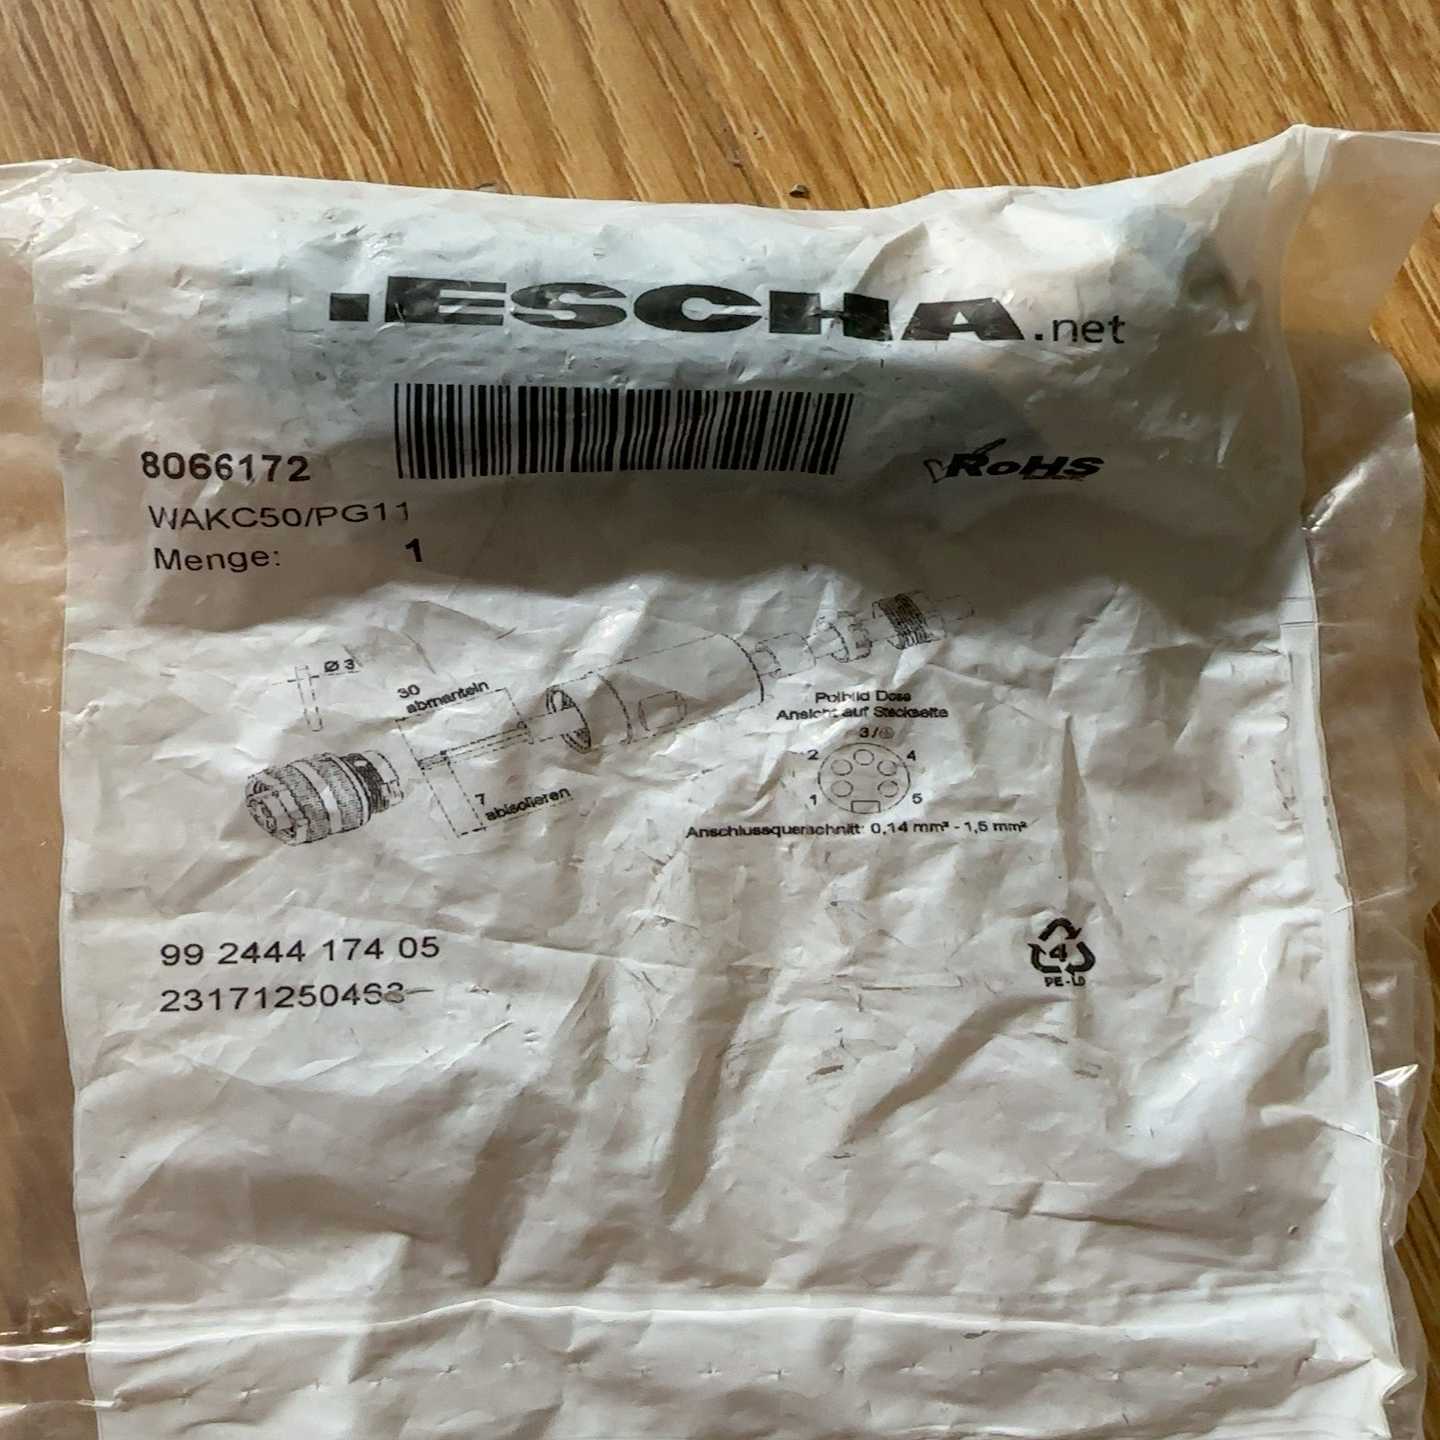 ESCHA.net
8066172
RoHS
WAKC50/PG11
Menge: 1
Ø 3
30
abmanteln
7
abisolieren
Polbild Dose
Ansicht auf Steckseite
3/
2 4
1 5
Anschlussquerschnitt: 0,14 mm² - 1,5 mm²
99 2444 174 05
23171250463
4
PE-LD